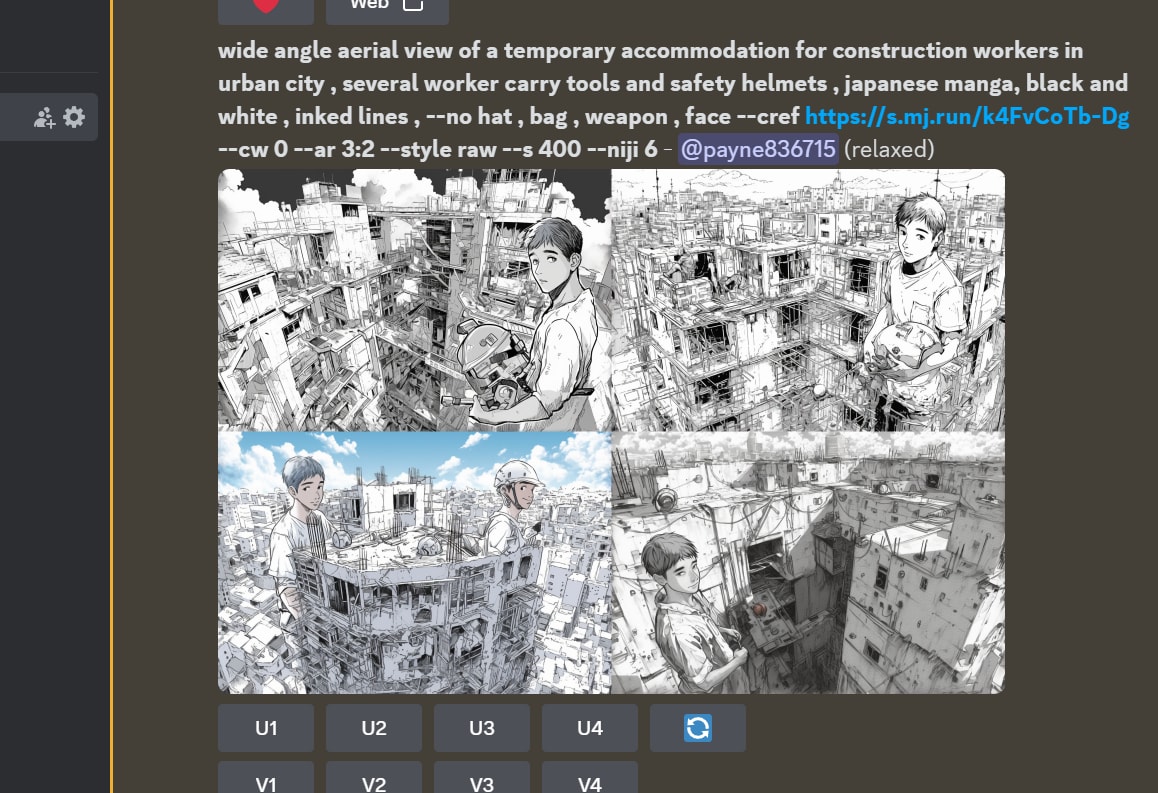 Web
wide angle aerial view of a temporary accommodation for construction workers in
urban city , several worker carry tools and safety helmets , japanese manga, black and
white , inked lines , --no hat , bag , weapon , face --cref https://s.mj.run/k4FvCoTb-Dg
--cw 0 --ar 3:2 --style raw --s 400 --niji 6 - @payne836715 (relaxed)
U1 U2 U3 U4
V1 V2 V3 V4